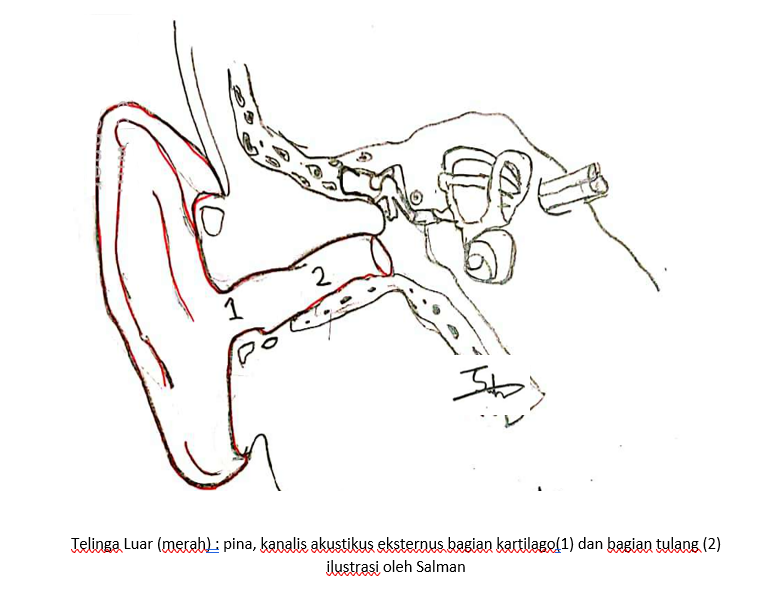 2
1
Telinga Luar (merah) : pina, kanalis akustikus eksternus bagian kartilago(1) dan bagian tulang (2)
ilustrasi oleh Salman